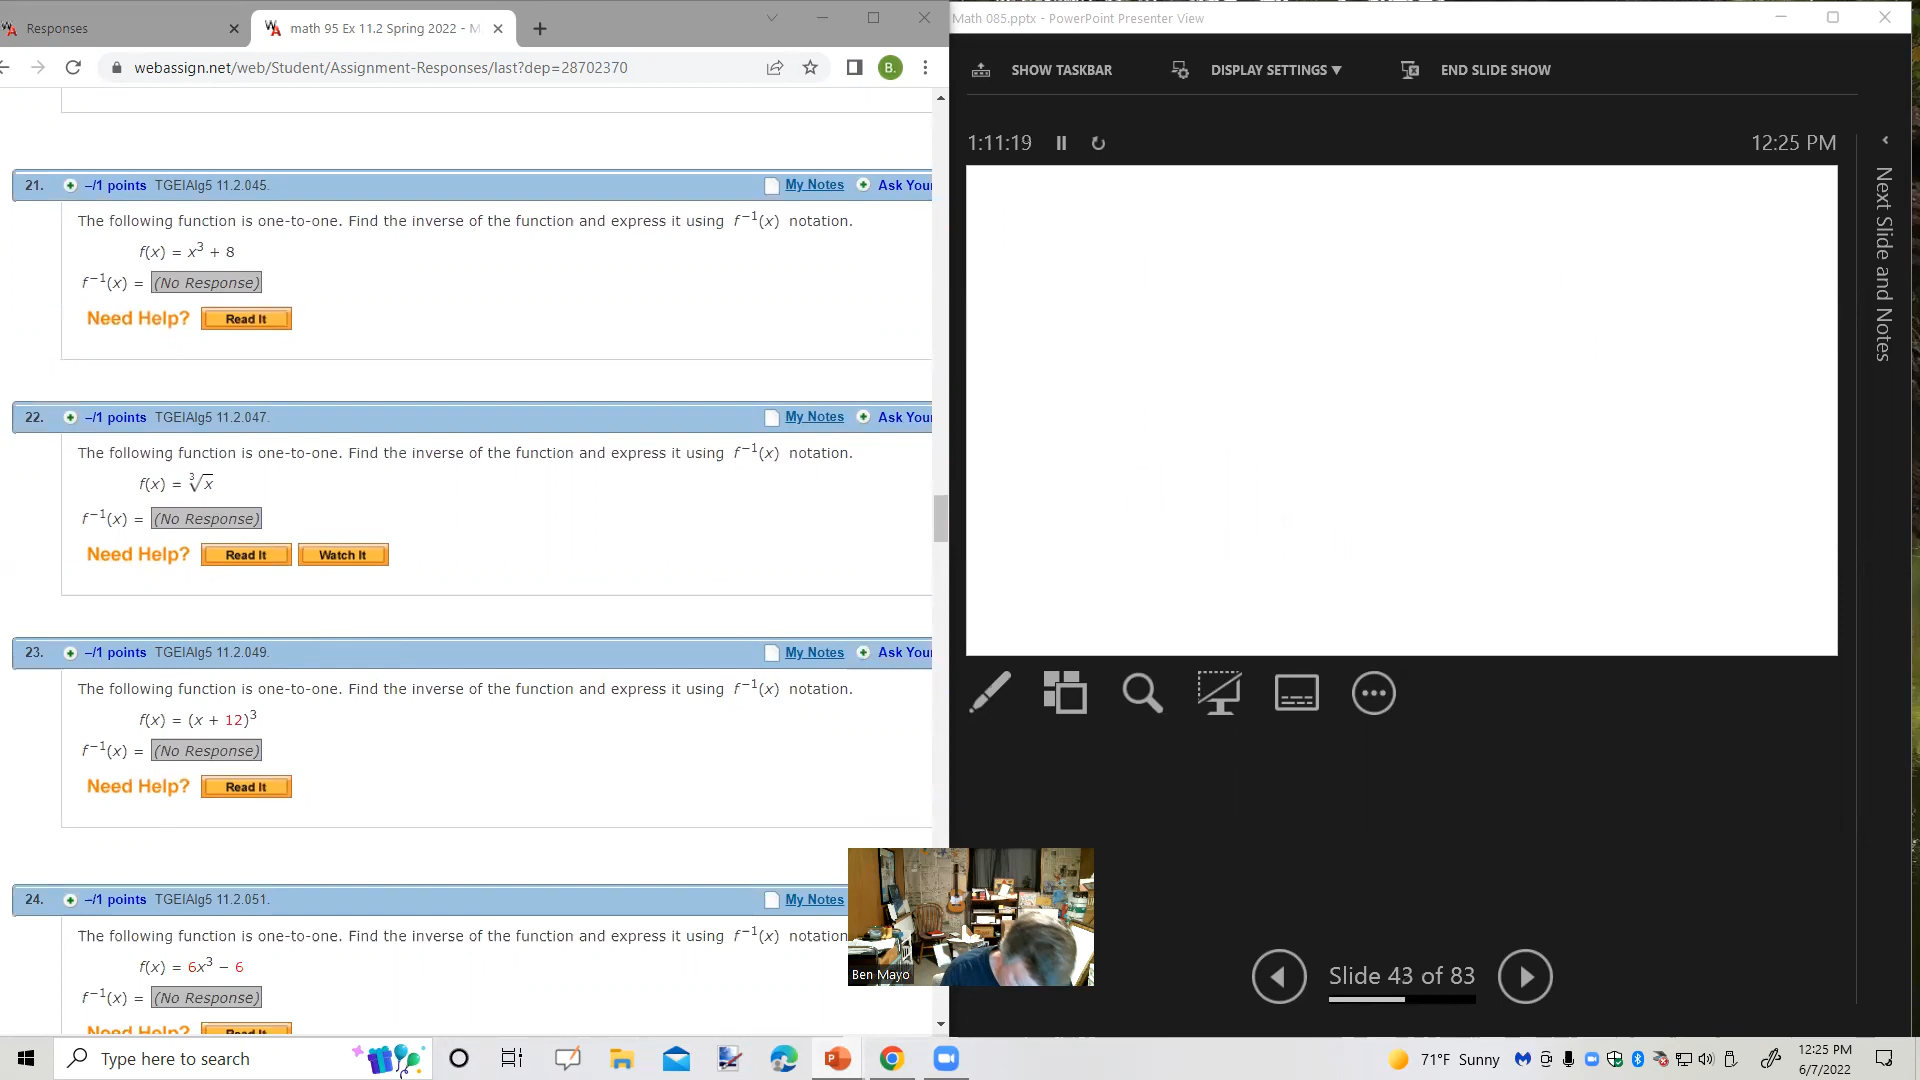 Responses
math 95 Ex 11.2 Spring 2022 - M
webassign.net/web/Student/Assignment-Responses/last?dep=28702370
B.
21. –/1 points TGEIAlg5 11.2.045. My Notes Ask Your
The following function is one-to-one. Find the inverse of the function and express it using f⁻¹(x) notation.
f(x) = x³ + 8
f⁻¹(x) = (No Response)
Need Help? Read It
22. –/1 points TGEIAlg5 11.2.047. My Notes Ask Your
The following function is one-to-one. Find the inverse of the function and express it using f⁻¹(x) notation.
f(x) = ∛x
f⁻¹(x) = (No Response)
Need Help? Read It Watch It
23. –/1 points TGEIAlg5 11.2.049. My Notes Ask Your
The following function is one-to-one. Find the inverse of the function and express it using f⁻¹(x) notation.
f(x) = (x + 12)³
f⁻¹(x) = (No Response)
Need Help? Read It
24. –/1 points TGEIAlg5 11.2.051. My Notes
The following function is one-to-one. Find the inverse of the function and express it using f⁻¹(x) notation
f(x) = 6x³ − 6
f⁻¹(x) = (No Response)
Need Help? Read It
Math 085.pptx - PowerPoint Presenter View
SHOW TASKBAR DISPLAY SETTINGS ▼ END SLIDE SHOW
1:11:19 12:25 PM
Next Slide and Notes
Ben Mayo
Slide 43 of 83
Type here to search
71°F Sunny
12:25 PM
6/7/2022